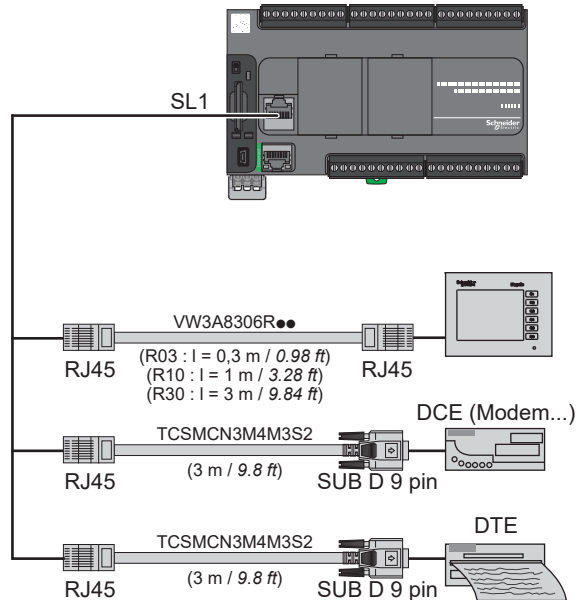 Schneider
Electric
SL1
VW3A8306R●●
RJ45
(R03 : l = 0,3 m / 0.98 ft)
(R10 : l = 1 m / 3.28 ft)
(R30 : l = 3 m / 9.84 ft)
RJ45
DCE (Modem...)
TCSMCN3M4M3S2
RJ45
(3 m / 9.8 ft)
SUB D 9 pin
DTE
TCSMCN3M4M3S2
RJ45
(3 m / 9.8 ft)
SUB D 9 pin